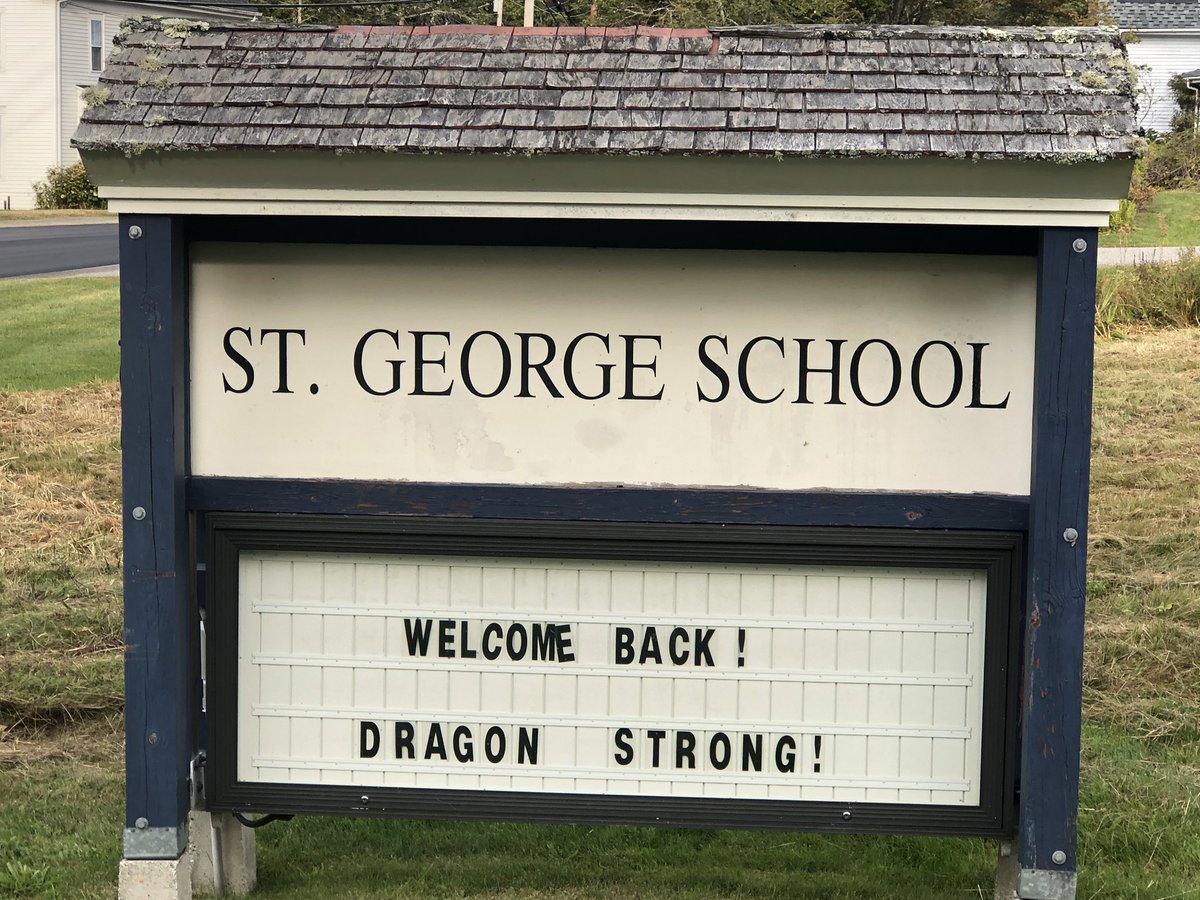 ST. GEORGE SCHOOL
WELCOME BACK!
DRAGON STRONG!